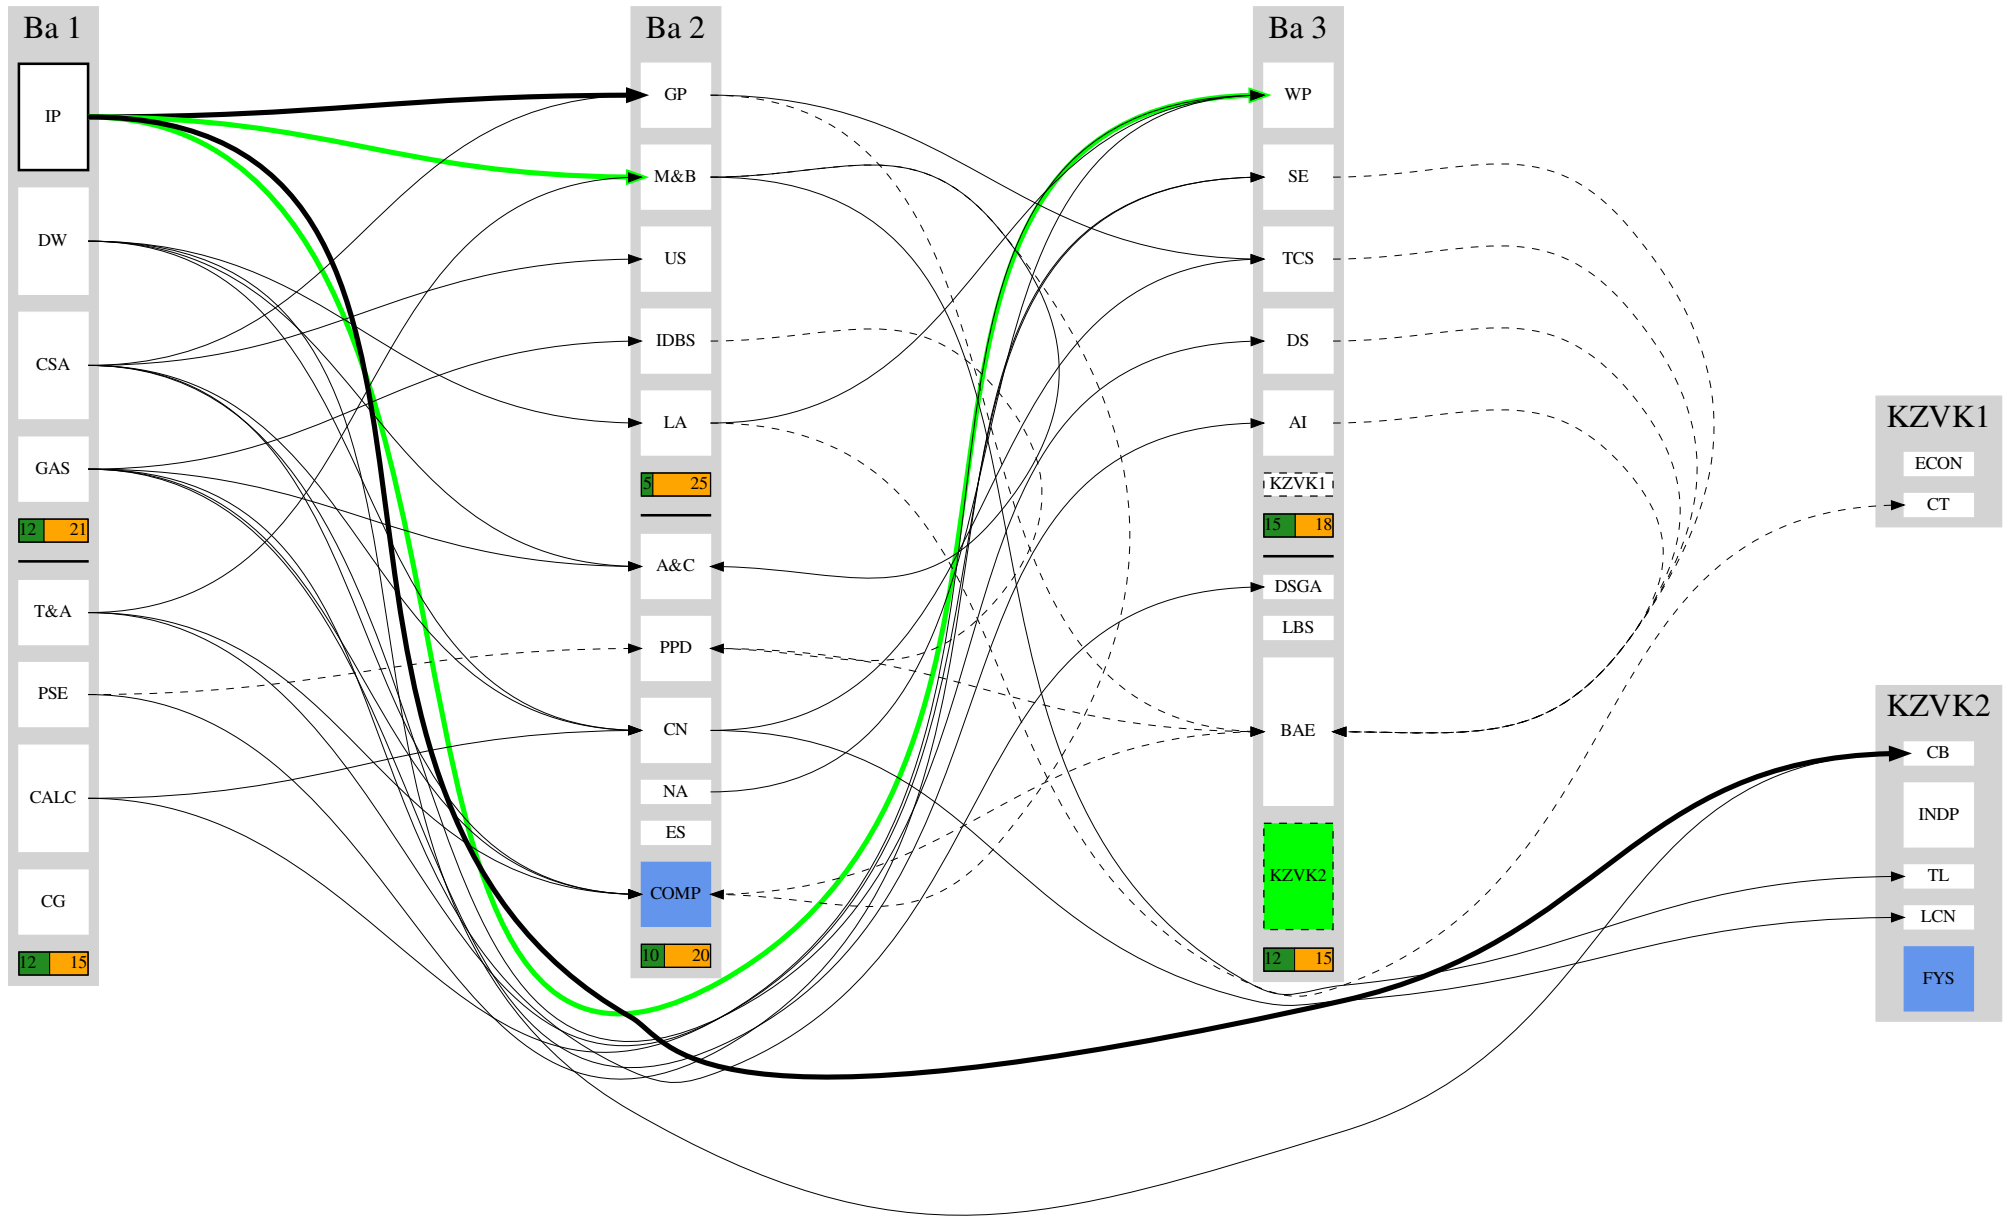 Ba 1
IP
DW
CSA
GAS
12 21
T&A
PSE
CALC
CG
12 15
Ba 2
GP
M&B
US
IDBS
LA
5 25
A&C
PPD
CN
NA
ES
COMP
10 20
Ba 3
WP
SE
TCS
DS
AI
KZVK1
15 18
DSGA
LBS
BAE
KZVK2
12 15
KZVK1
ECON
CT
KZVK2
CB
INDP
TL
LCN
FYS